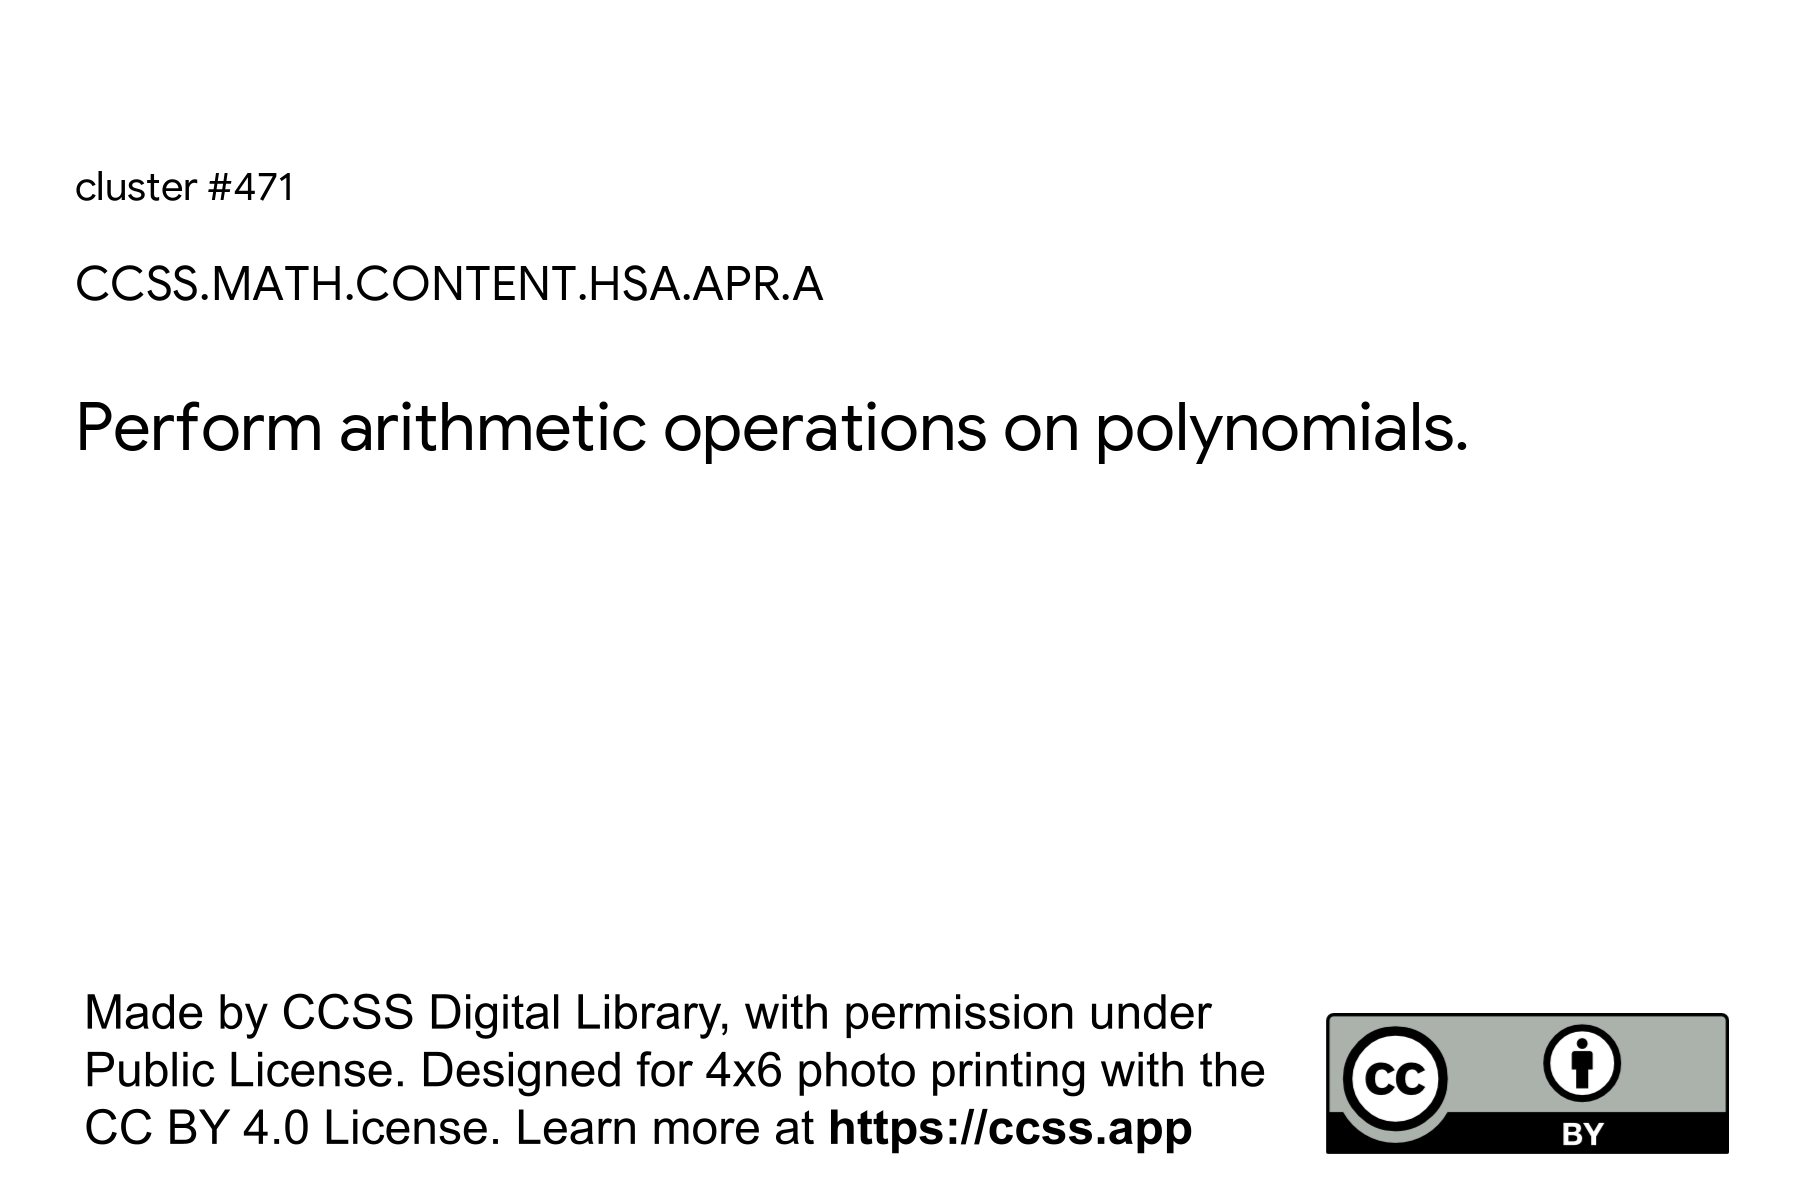 cluster #471
CCSS.MATH.CONTENT.HSA.APR.A
Perform arithmetic operations on polynomials.
Made by CCSS Digital Library, with permission under
Public License. Designed for 4x6 photo printing with the
CC BY 4.0 License. Learn more at https://ccss.app
CC
BY